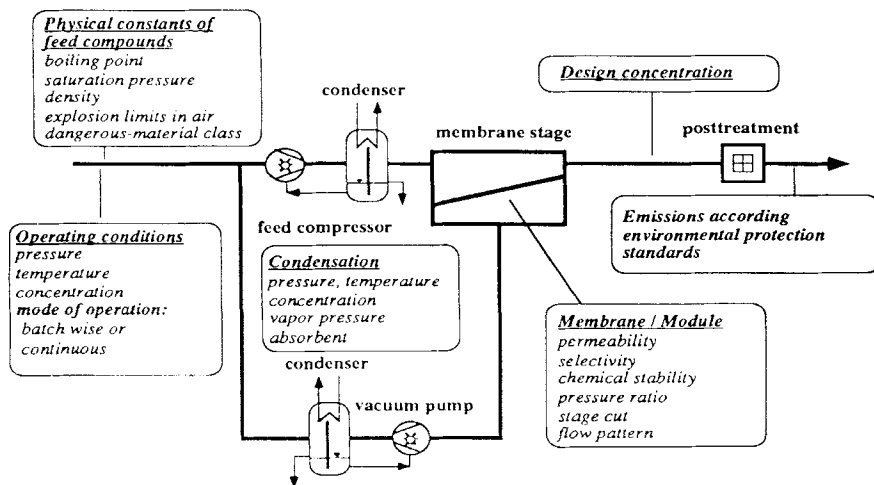 Physical constants of
feed compounds
boiling point
saturation pressure
density
explosion limits in air
dangerous-material class
condenser
membrane stage
Design concentration
posttreatment
feed compressor
Operating conditions
pressure
temperature
concentration
mode of operation:
batch wise or
continuous
Condensation
pressure, temperature
concentration
vapor pressure
absorbent
Emissions according
environmental protection
standards
Membrane / Module
permeability
selectivity
chemical stability
pressure ratio
stage cut
flow pattern
condenser
vacuum pump